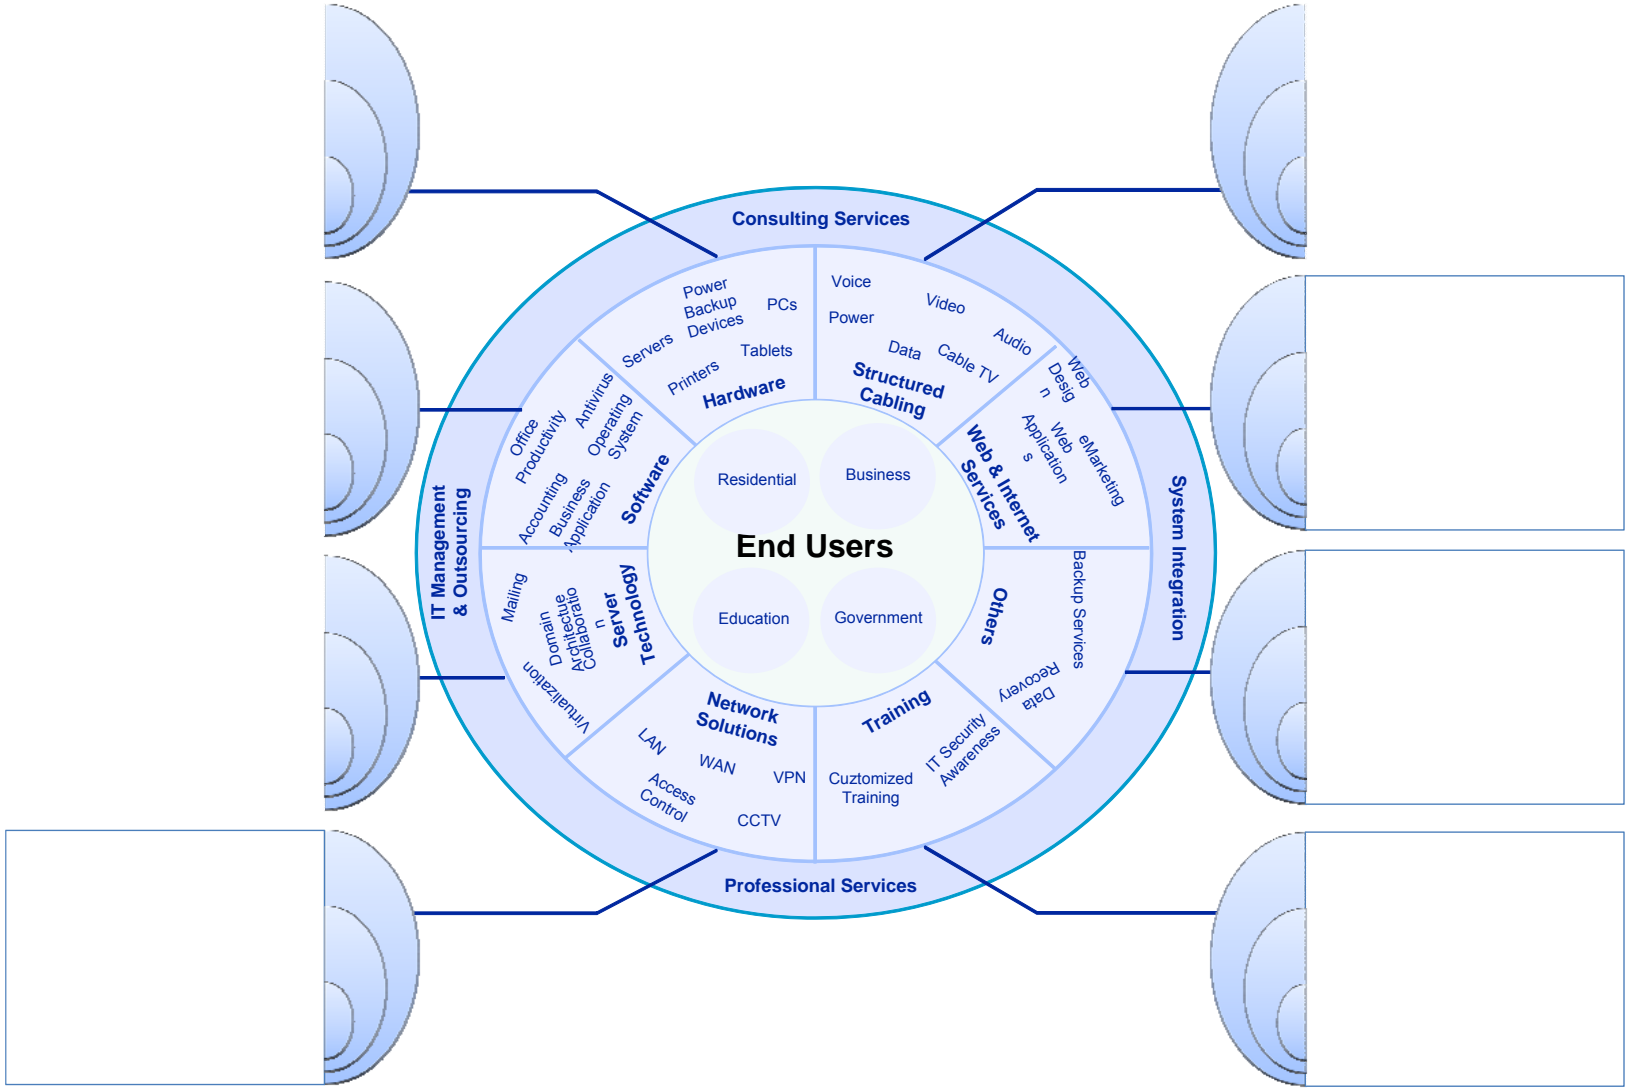 Consulting Services
Power
Backup
Devices
PCs
Servers
Tablets
Printers
Hardware
Voice
Video
Power
Audio
Data
Cable TV
Structured
Cabling
Web
Desig
n
Web
Application
s
eMarketing
Web & Internet
Services
Office
Productivity
Antivirus
Operating
System
Accounting
Business
Application
Software
Residential
Business
End Users
Education
Government
IT Management
& Outsourcing
System Integration
Mailing
Domain
Architecture
Collaboratio
n
Virtualization
Server
Technology
Others
Backup Services
Data
Recovery
Network
Solutions
LAN
WAN
VPN
Access
Control
CCTV
Training
IT Security
Awareness
Cuztomized
Training
Professional Services